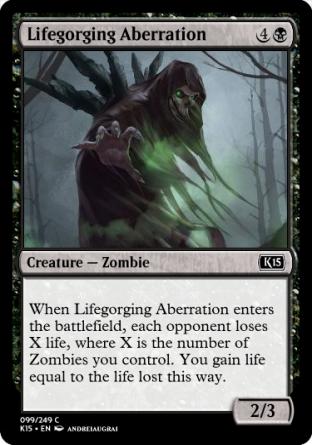 Lifegorging Aberration 4
Creature — Zombie K15
When Lifegorging Aberration enters
the battlefield, each opponent loses
X life, where X is the number of
Zombies you control. You gain life
equal to the life lost this way.
099/249 C
K15 • EN ANDREIAUGRAI
2/3